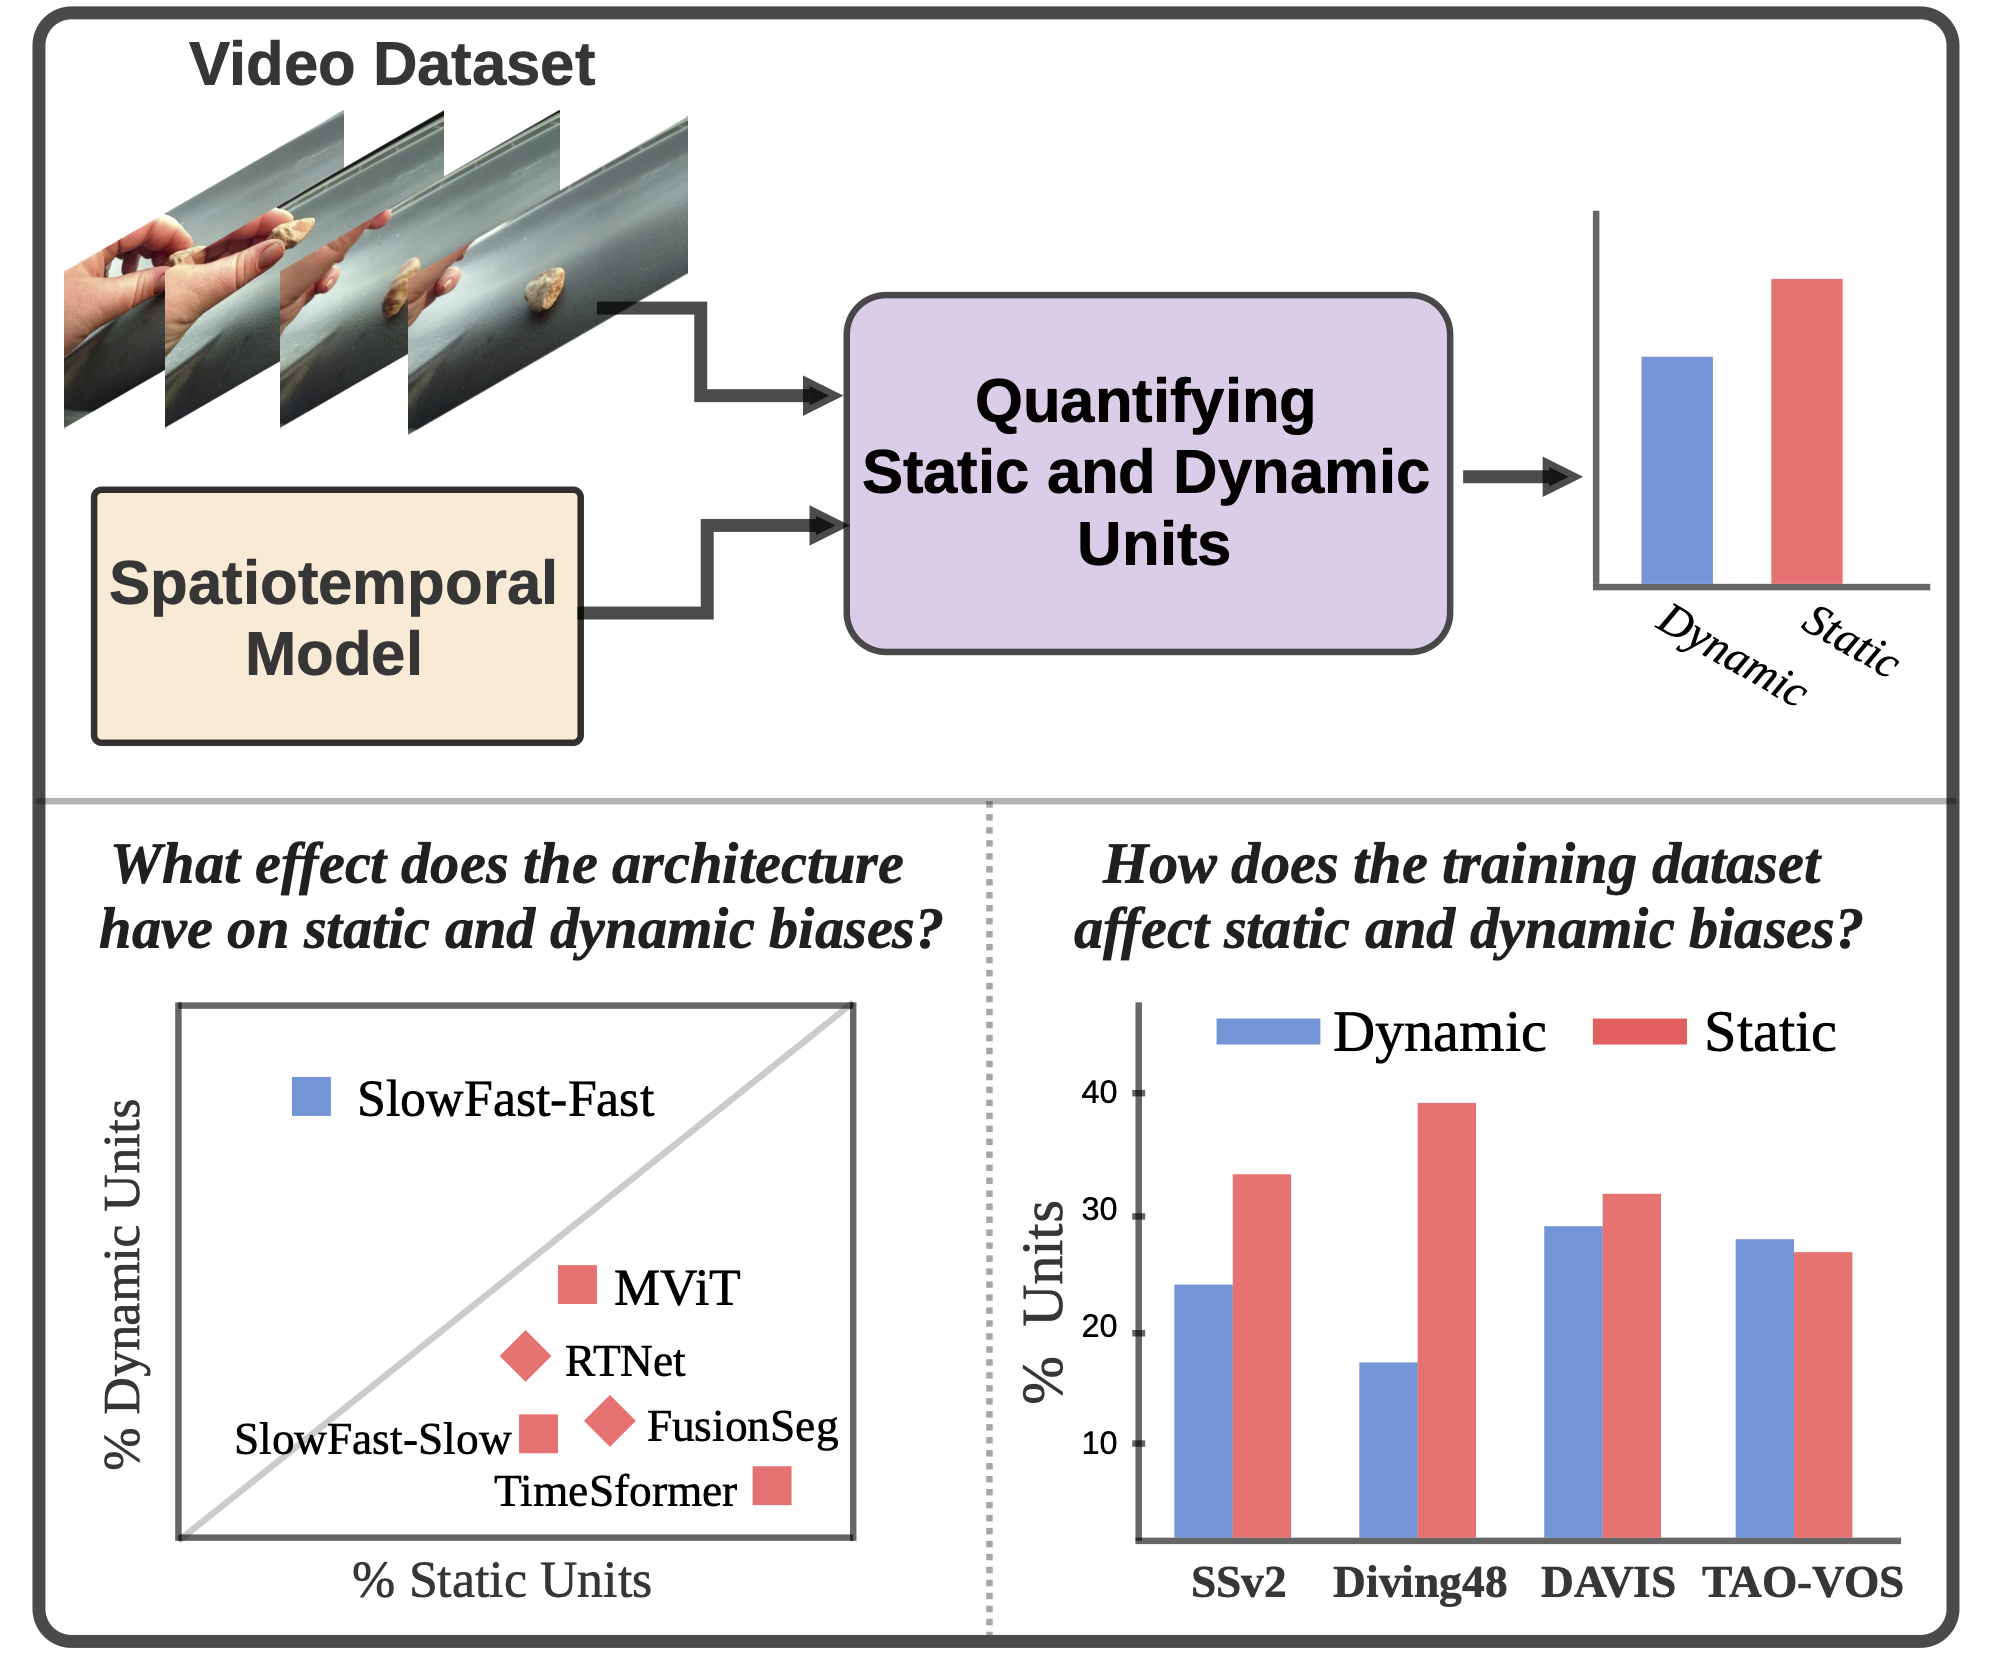 Video Dataset
Spatiotemporal
Model
Quantifying
Static and Dynamic
Units
Dynamic
Static
What effect does the architecture
have on static and dynamic biases?
% Dynamic Units
SlowFast-Fast
MViT
RTNet
FusionSeg
SlowFast-Slow
TimeSformer
% Static Units
How does the training dataset
affect static and dynamic biases?
Dynamic
Static
% Units
40
30
20
10
SSv2
Diving48
DAVIS
TAO-VOS